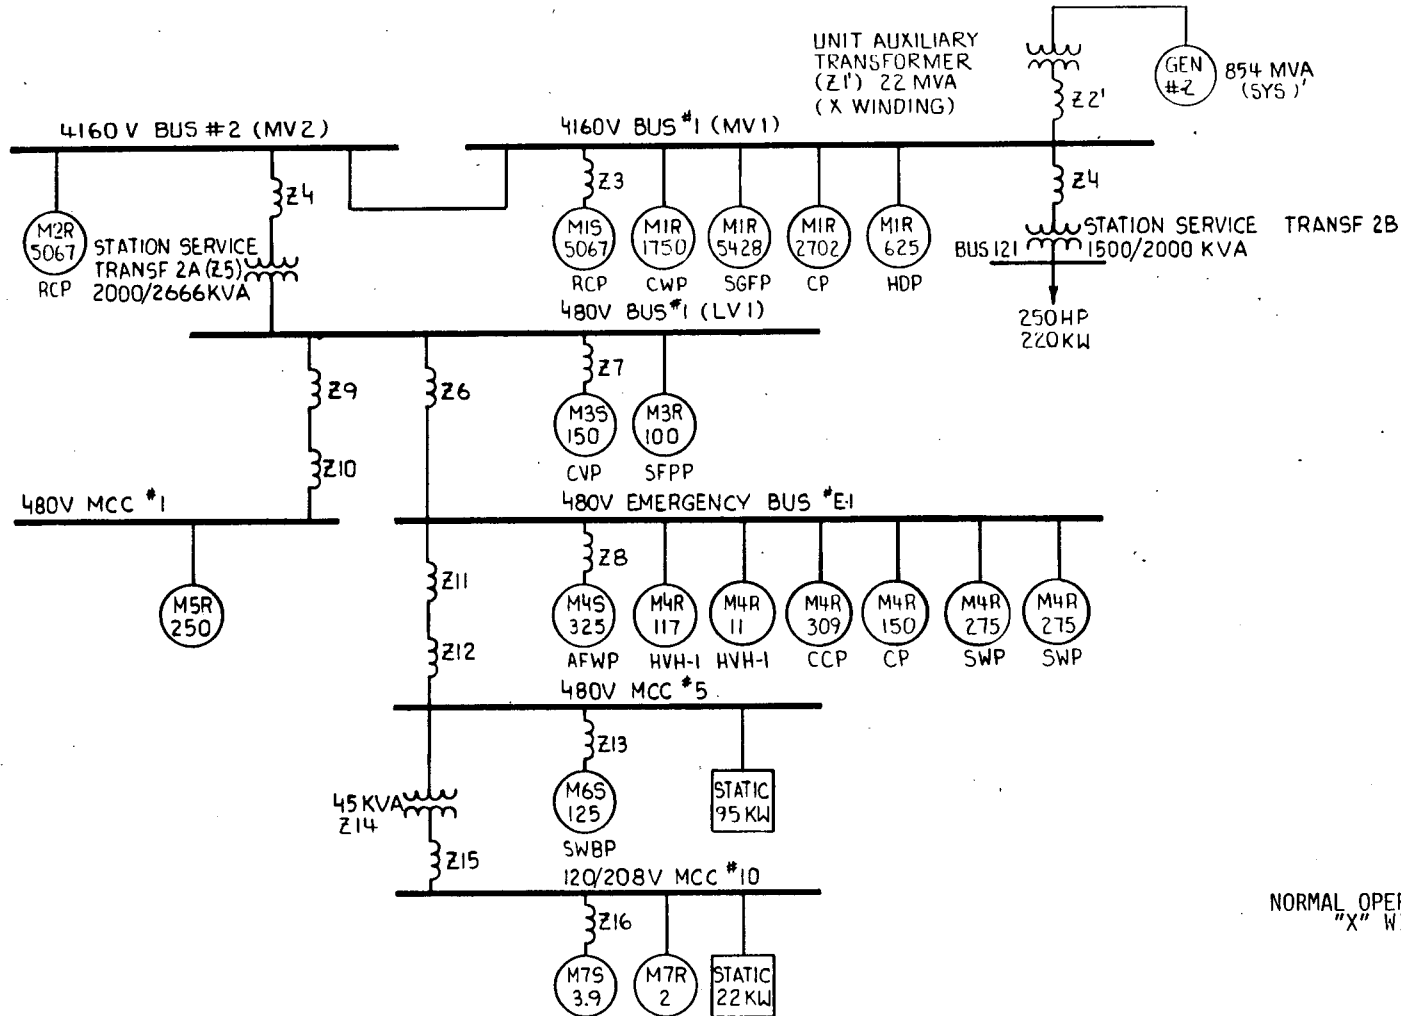 UNIT AUXILIARY
TRANSFORMER
(Z1') 22 MVA
(X WINDING)
Z2'
GEN
#2
854 MVA
(SYS)'
4160 V BUS #2 (MV2)
4160V BUS #1 (MV1)
M2R
5067
RCP
Z4
STATION SERVICE
TRANSF 2A (Z5)
2000/2666KVA
Z3
M1S
5067
RCP
M1R
1750
CWP
M1R
5428
SGFP
M1R
2702
CP
M1R
625
HDP
Z4
STATION SERVICE TRANSF 2B
1500/2000 KVA
BUS 121
250HP
220KW
480V BUS #1 (LV1)
Z9
Z10
Z6
Z7
M3S
150
CVP
M3R
100
SFPP
480V MCC #1
M5R
250
480V EMERGENCY BUS #E-1
Z11
Z12
Z8
M4S
325
AFWP
M4R
117
HVH-1
M4R
11
HVH-1
M4R
309
CCP
M4R
150
CP
M4R
275
SWP
M4R
275
SWP
480V MCC #5
45 KVA
Z14
Z15
Z13
M6S
125
SWBP
STATIC
95 KW
120/208V MCC #10
Z16
M7S
3.9
M7R
2
STATIC
22 KW
NORMAL OPER
"X" W